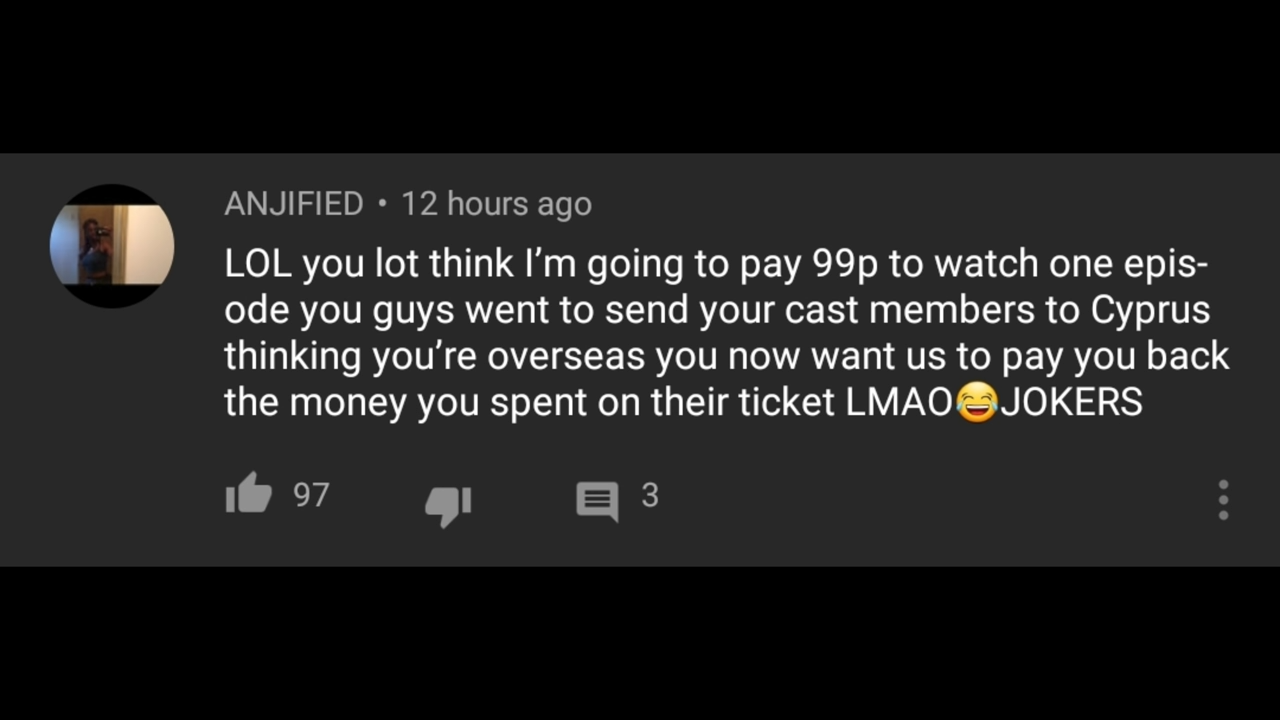 ANJIFIED • 12 hours ago
LOL you lot think I’m going to pay 99p to watch one epis-
ode you guys went to send your cast members to Cyprus
thinking you’re overseas you now want us to pay you back
the money you spent on their ticket LMAO😂JOKERS
97 3